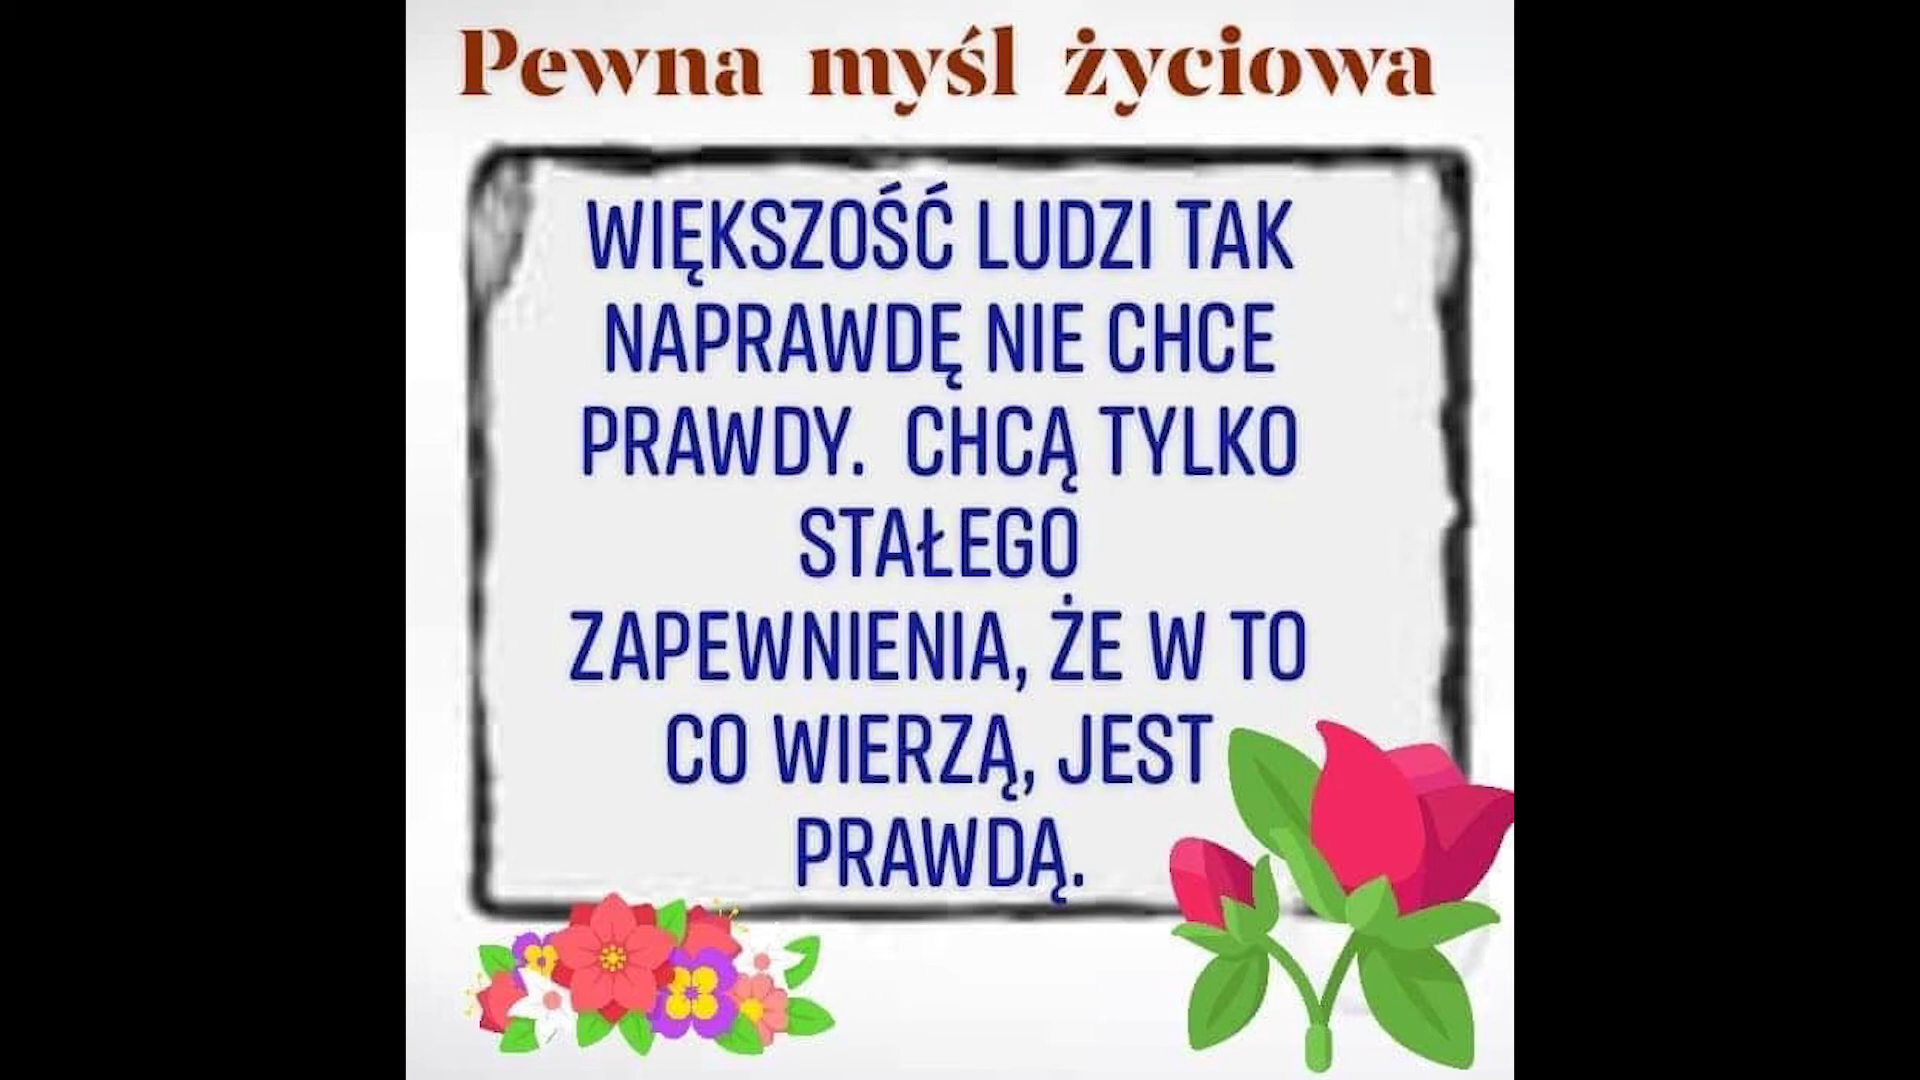 Pewna myśl życiowa
WIĘKSZOŚĆ LUDZI TAK
NAPRAWDĘ NIE CHCE
PRAWDY. CHCĄ TYLKO
STAŁEGO
ZAPEWNIENIA, ŻE W TO
CO WIERZĄ, JEST
PRAWDĄ.